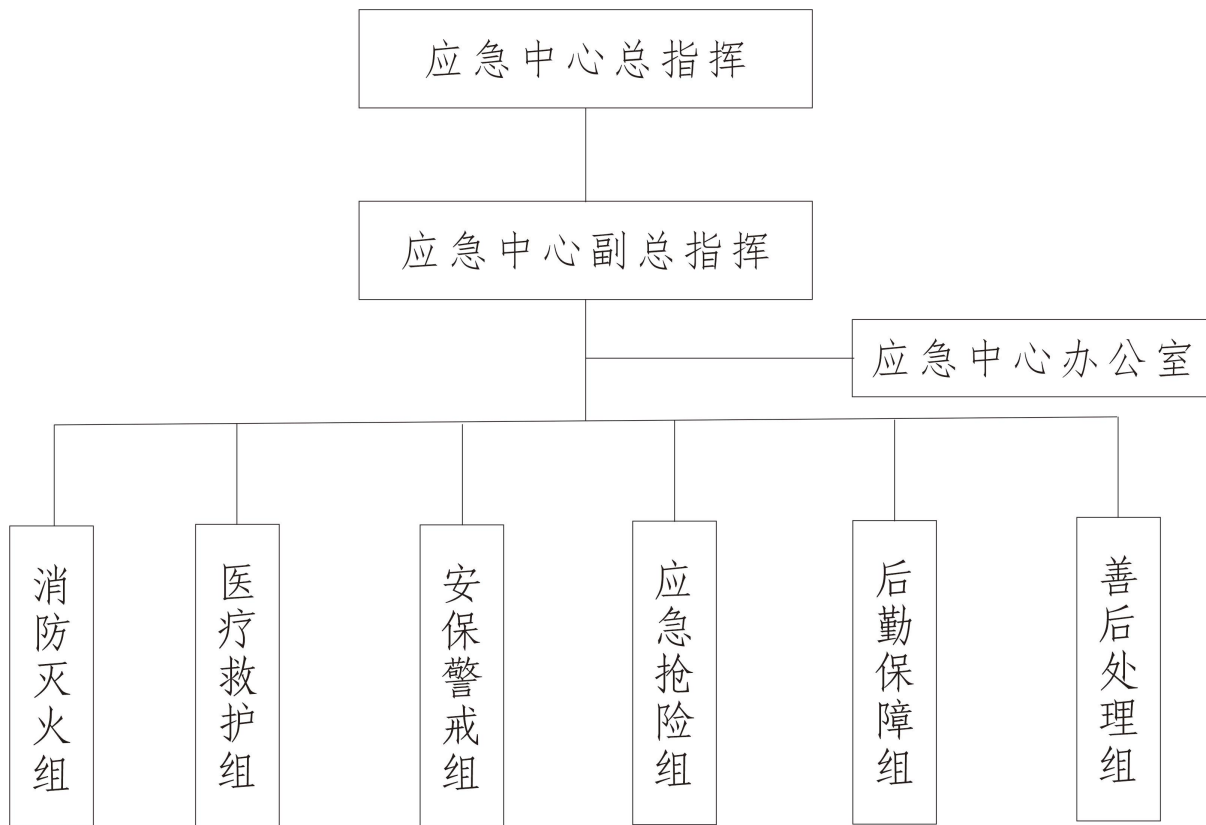 应急中心总指挥
应急中心副总指挥
应急中心办公室
消防灭火组
医疗救护组
安保警戒组
应急抢险组
后勤保障组
善后处理组